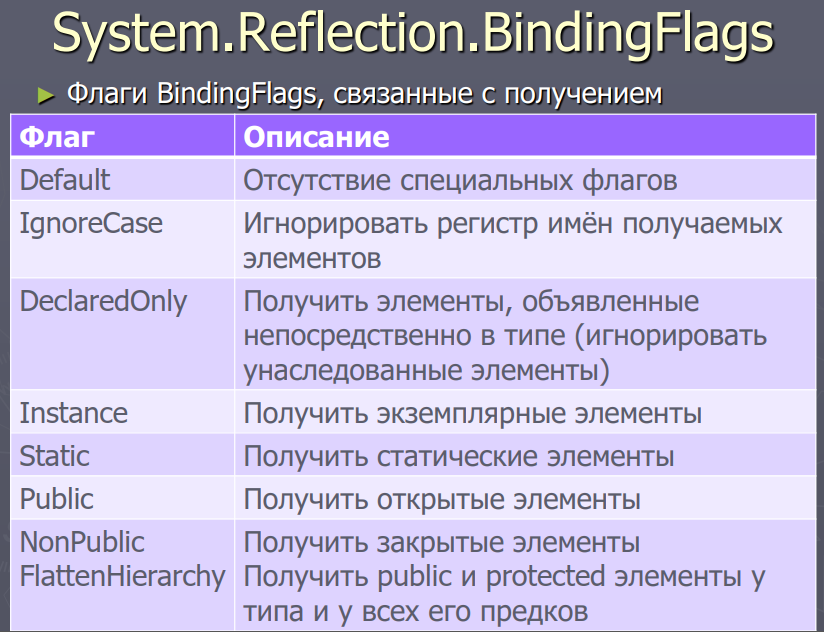 System.Reflection.BindingFlags
Флаги BindingFlags, связанные с получением
Флаг Описание
Default Отсутствие специальных флагов
IgnoreCase Игнорировать регистр имён получаемых
элементов
DeclaredOnly Получить элементы, объявленные
непосредственно в типе (игнорировать
унаследованные элементы)
Instance Получить экземплярные элементы
Static Получить статические элементы
Public Получить открытые элементы
NonPublic Получить закрытые элементы
FlattenHierarchy Получить public и protected элементы у
типа и у всех его предков